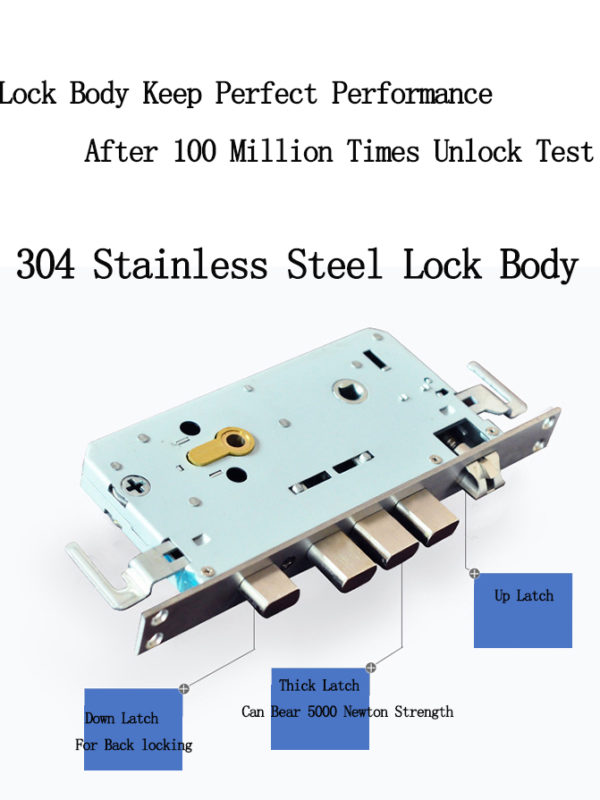 Lock Body Keep Perfect Performance
After 100 Million Times Unlock Test
304 Stainless Steel Lock Body
Up Latch
Thick Latch
Can Bear 5000 Newton Strength
Down Latch
For Back locking